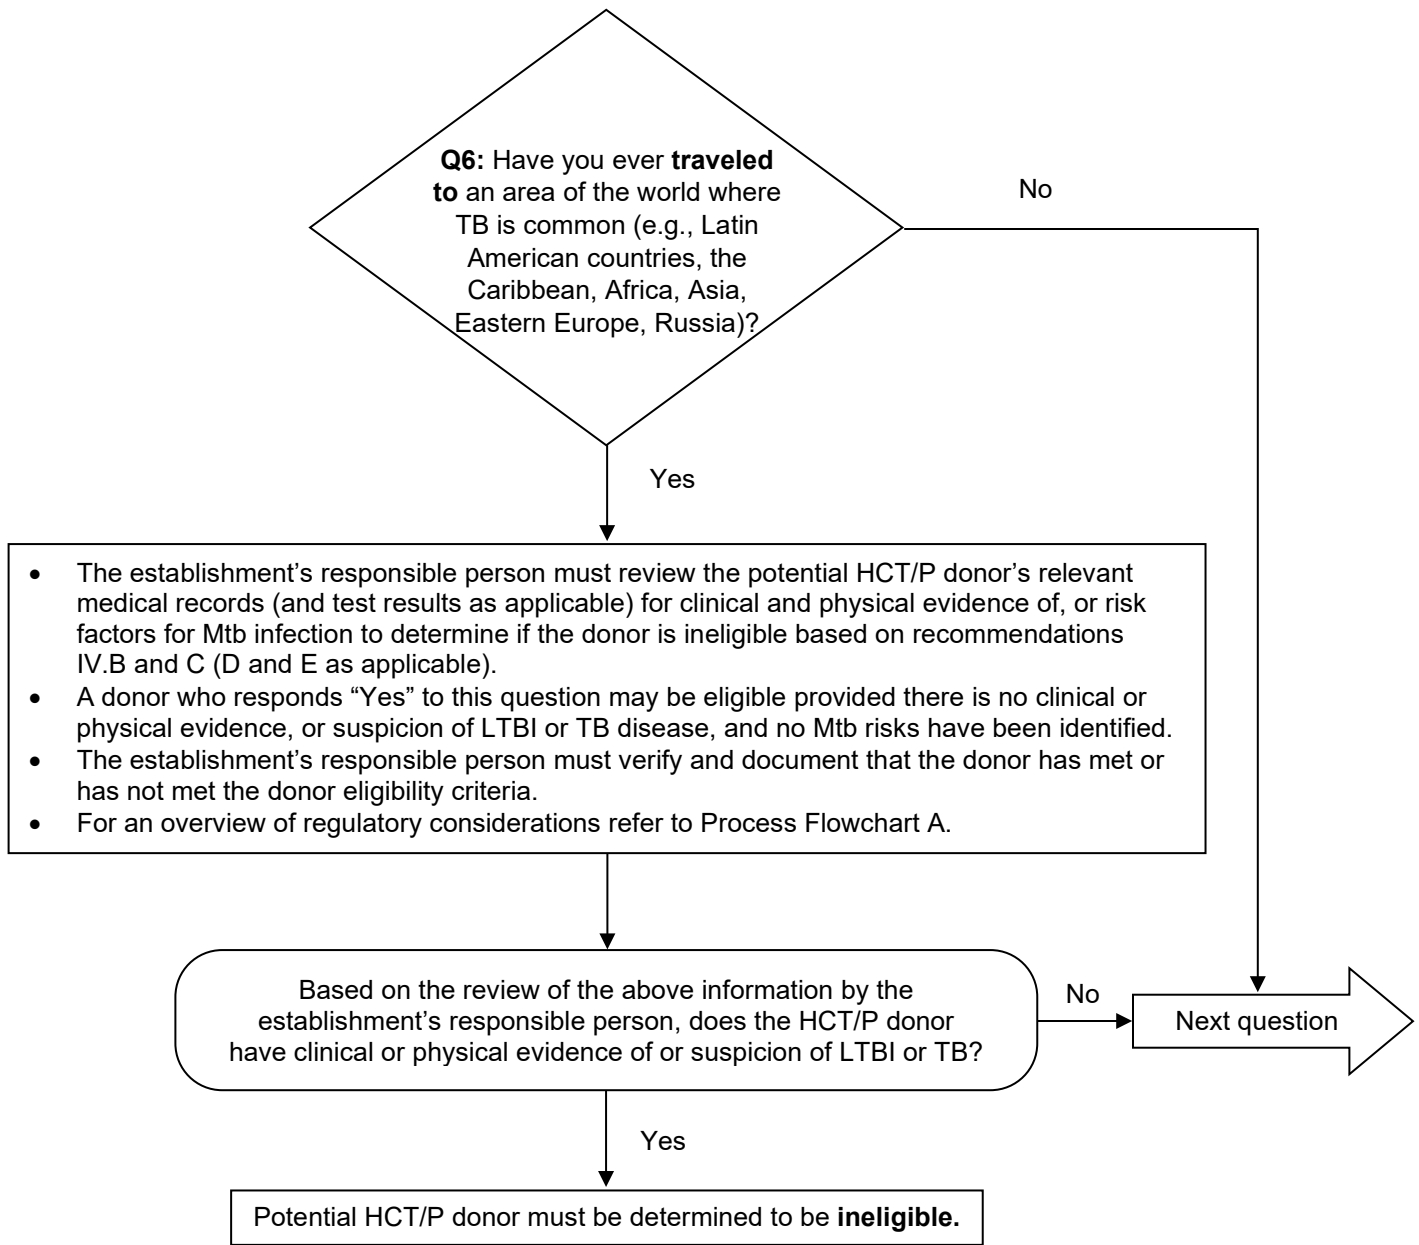 Q6: Have you ever traveled
to an area of the world where
TB is common (e.g., Latin
American countries, the
Caribbean, Africa, Asia,
Eastern Europe, Russia)?
No
Yes
• The establishment’s responsible person must review the potential HCT/P donor’s relevant
medical records (and test results as applicable) for clinical and physical evidence of, or risk
factors for Mtb infection to determine if the donor is ineligible based on recommendations
IV.B and C (D and E as applicable).
• A donor who responds “Yes” to this question may be eligible provided there is no clinical or
physical evidence, or suspicion of LTBI or TB disease, and no Mtb risks have been identified.
• The establishment’s responsible person must verify and document that the donor has met or
has not met the donor eligibility criteria.
• For an overview of regulatory considerations refer to Process Flowchart A.
Based on the review of the above information by the
establishment’s responsible person, does the HCT/P donor
have clinical or physical evidence of or suspicion of LTBI or TB?
No
Next question
Yes
Potential HCT/P donor must be determined to be ineligible.